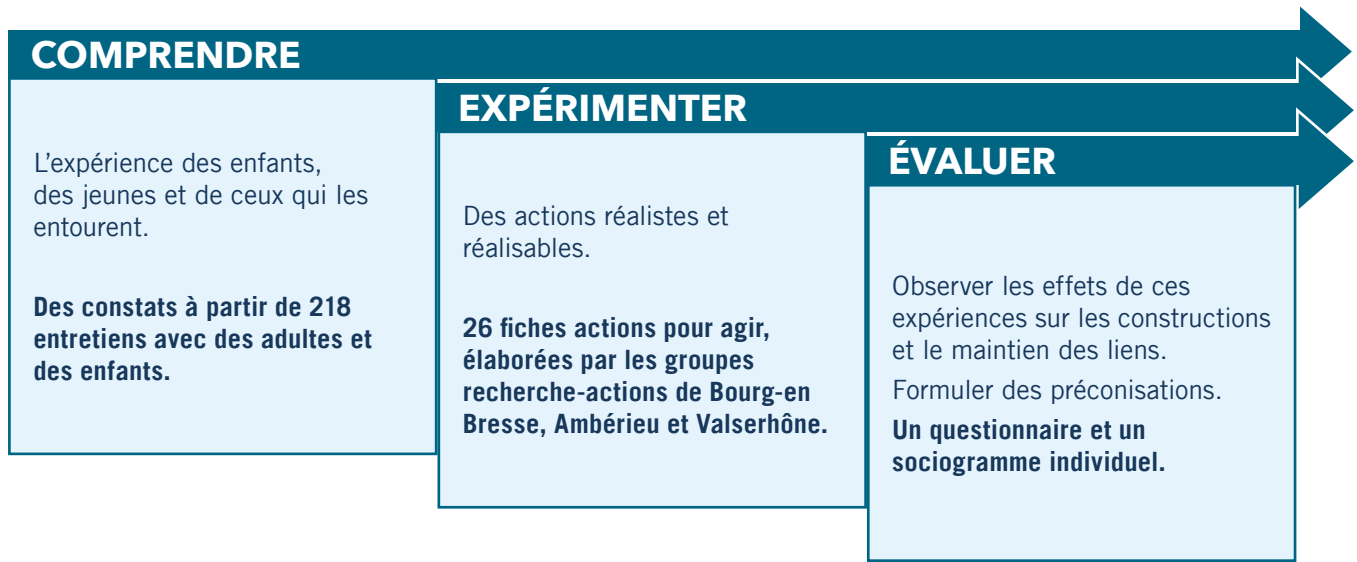 COMPRENDRE
L'expérience des enfants,
des jeunes et de ceux qui les
entourent.
Des constats à partir de 218
entretiens avec des adultes et
des enfants.
EXPÉRIMENTER
Des actions réalistes et
réalisables.
26 fiches actions pour agir,
élaborées par les groupes
recherche-actions de Bourg-en
Bresse, Ambérieu et Valserhône.
ÉVALUER
Observer les effets de ces
expériences sur les constructions
et le maintien des liens.
Formuler des préconisations.
Un questionnaire et un
sociogramme individuel.